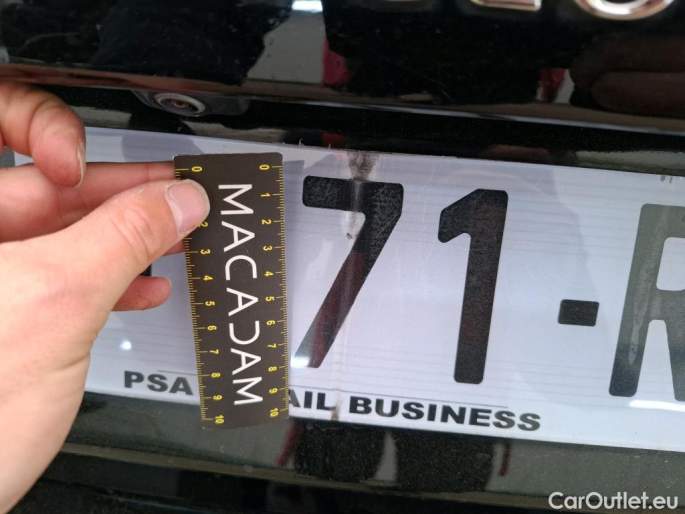 MACADAM
0 1 2 3 4 5 6 7 8 9 10
71-R
PSA
AIL BUSINESS
CarOutlet.eu